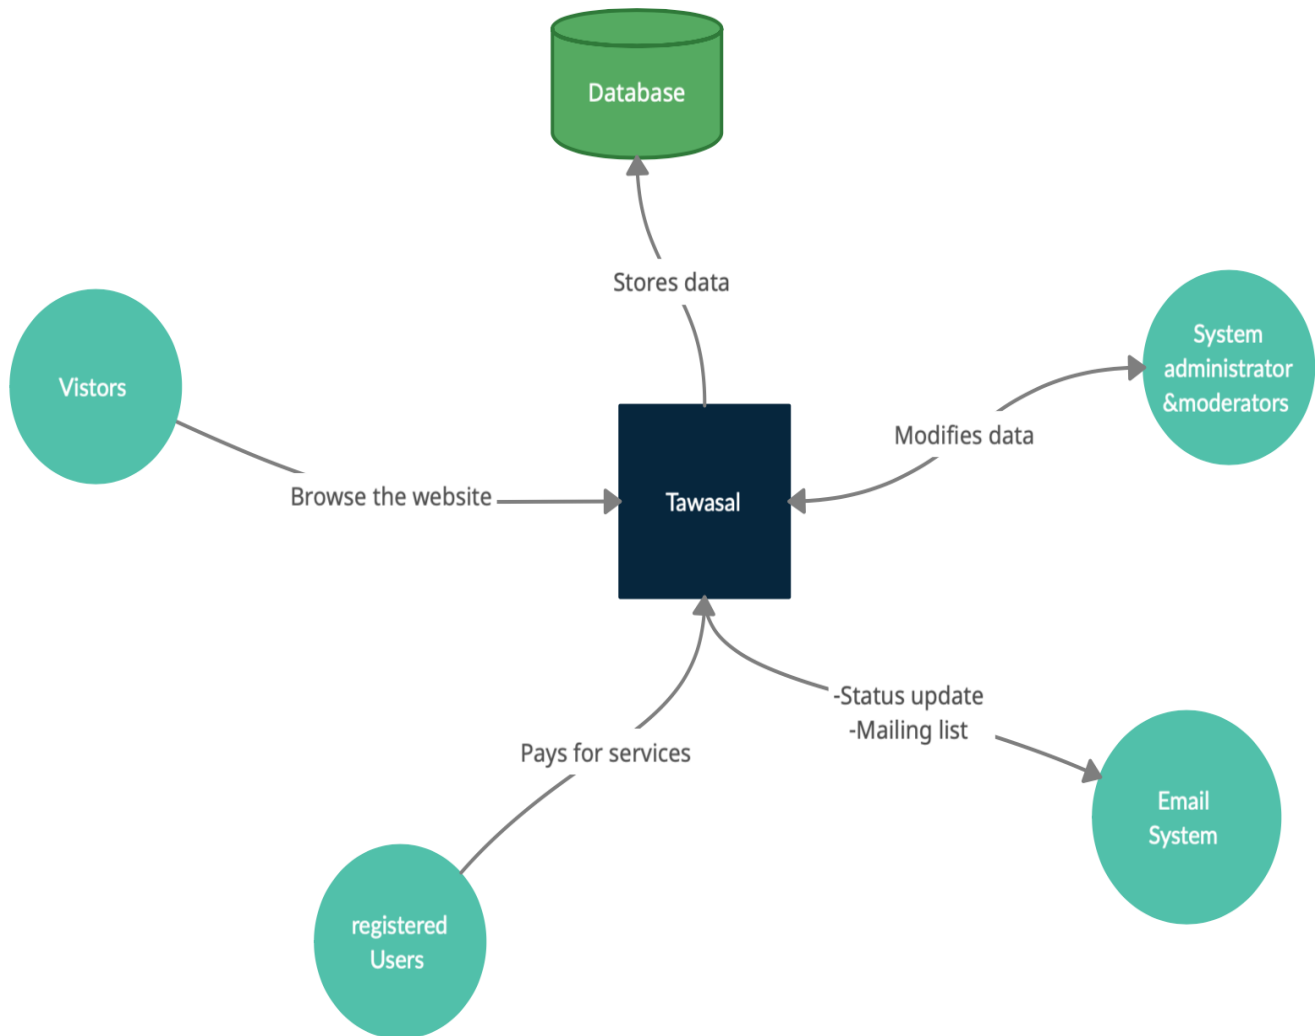 Database
Stores data
System
administrator
&moderators
Vistors
Modifies data
Browse the website
Tawasal
-Status update
-Mailing list
Pays for services
Email
System
registered
Users